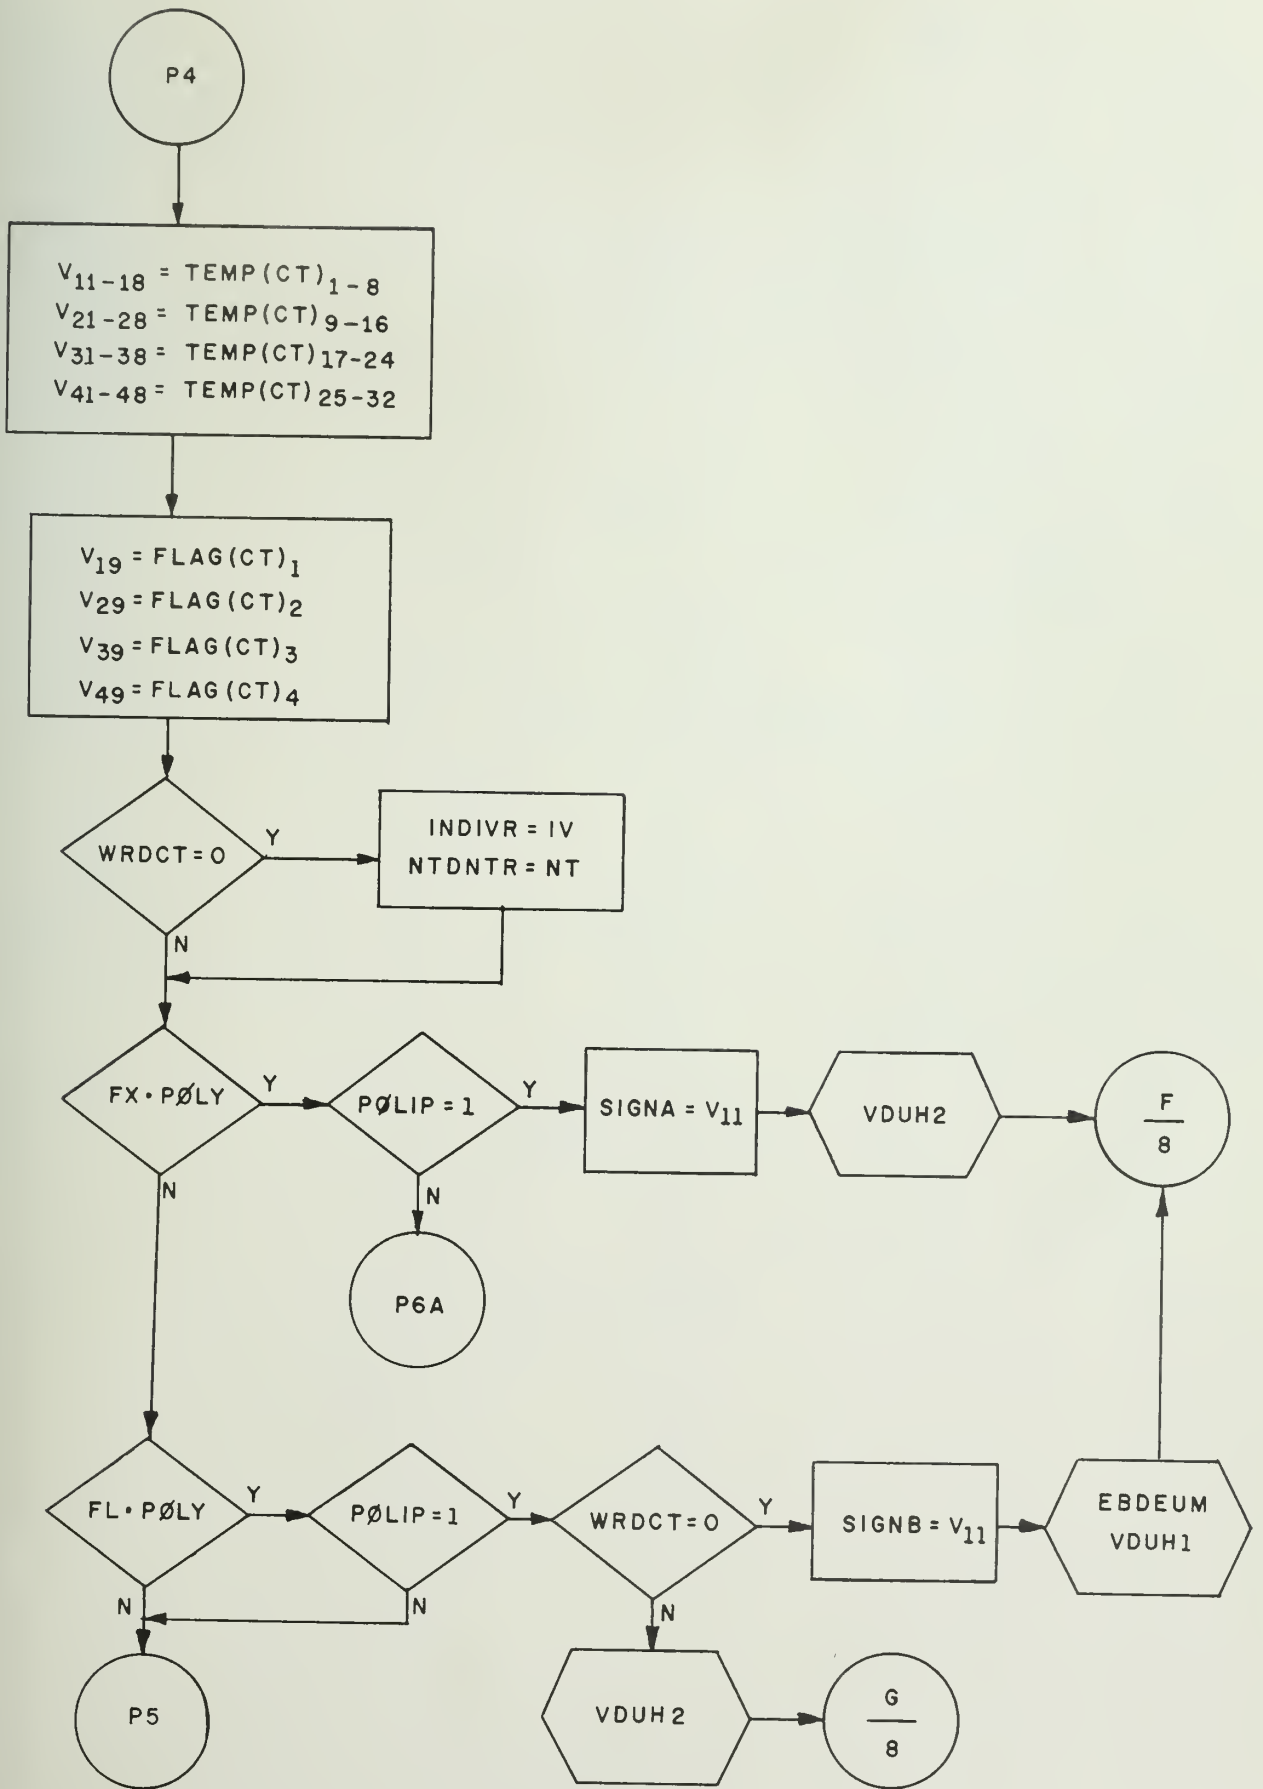 P4
V11-18 = TEMP(CT)1-8
V21-28 = TEMP(CT)9-16
V31-38 = TEMP(CT)17-24
V41-48 = TEMP(CT)25-32
V19 = FLAG(CT)1
V29 = FLAG(CT)2
V39 = FLAG(CT)3
V49 = FLAG(CT)4
WRDCT=0
Y
INDIVR = IV
NTDNTR = NT
N
FX·PØLY
Y
PØLIP=1
Y
SIGNA = V11
VDUH2
F
8
N
N
P6A
FL·PØLY
Y
PØLIP=1
Y
WRDCT=0
Y
SIGNB = V11
EBDEUM
VDUH1
N
N
N
P5
VDUH2
G
8